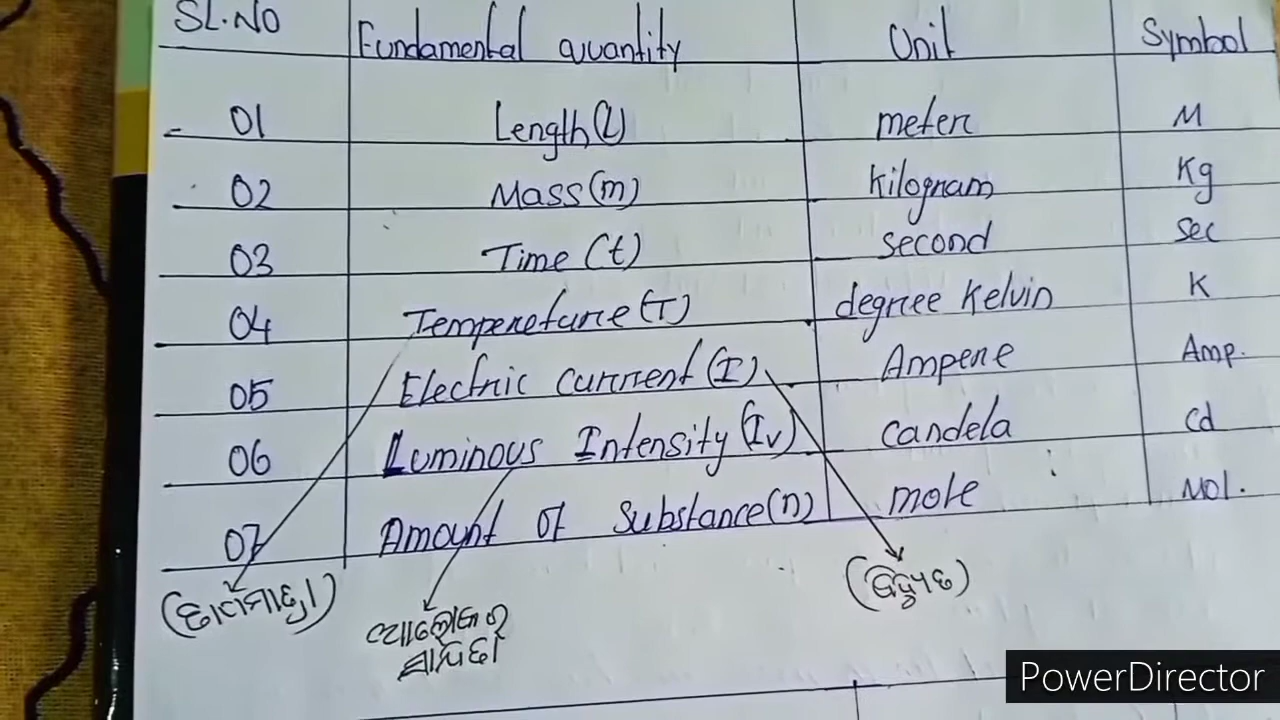 SL.NO Fundamental quantity Unit Symbol
01 Length(L) meter M
02 Mass(m) Kilogram Kg
03 Time (t) second Sec
04 Temperature(T) degree Kelvin K
05 Electric current (I) Ampere Amp.
06 Luminous Intensity (Iv) candela Cd
07 Amount of Substance(n) mole Mol.
(ବିଦ୍ୟୁତ)
PowerDirector